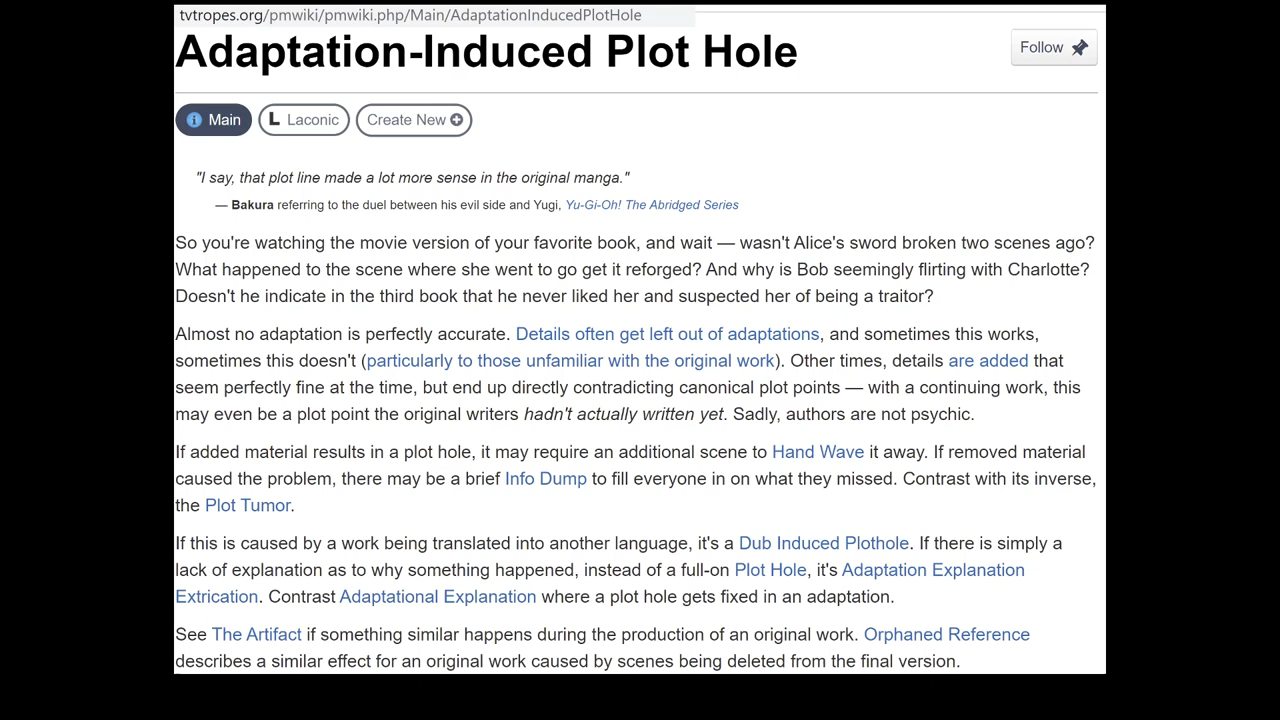 tvtropes.org/pmwiki/pmwiki.php/Main/AdaptationInducedPlotHole
Adaptation-Induced Plot Hole
Follow
Main
L Laconic
Create New
"I say, that plot line made a lot more sense in the original manga."
— Bakura referring to the duel between his evil side and Yugi, Yu-Gi-Oh! The Abridged Series
So you're watching the movie version of your favorite book, and wait — wasn't Alice's sword broken two scenes ago?
What happened to the scene where she went to go get it reforged? And why is Bob seemingly flirting with Charlotte?
Doesn't he indicate in the third book that he never liked her and suspected her of being a traitor?
Almost no adaptation is perfectly accurate. Details often get left out of adaptations, and sometimes this works,
sometimes this doesn't (particularly to those unfamiliar with the original work). Other times, details are added that
seem perfectly fine at the time, but end up directly contradicting canonical plot points — with a continuing work, this
may even be a plot point the original writers hadn't actually written yet. Sadly, authors are not psychic.
If added material results in a plot hole, it may require an additional scene to Hand Wave it away. If removed material
caused the problem, there may be a brief Info Dump to fill everyone in on what they missed. Contrast with its inverse,
the Plot Tumor.
If this is caused by a work being translated into another language, it's a Dub Induced Plothole. If there is simply a
lack of explanation as to why something happened, instead of a full-on Plot Hole, it's Adaptation Explanation
Extrication. Contrast Adaptational Explanation where a plot hole gets fixed in an adaptation.
See The Artifact if something similar happens during the production of an original work. Orphaned Reference
describes a similar effect for an original work caused by scenes being deleted from the final version.